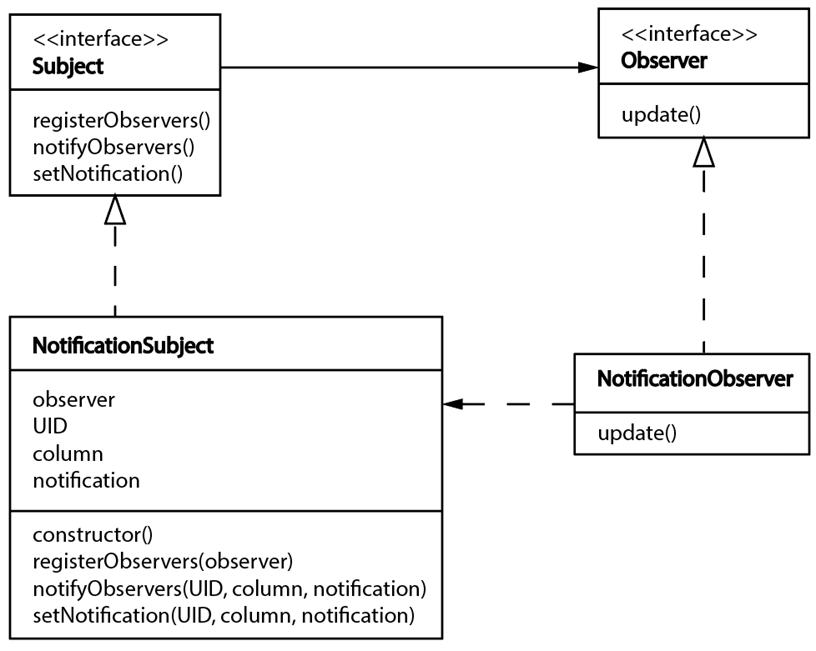 <<interface>>
Subject
registerObservers()
notifyObservers()
setNotification()
<<interface>>
Observer
update()
NotificationSubject
observer
UID
column
notification
constructor()
registerObservers(observer)
notifyObservers(UID, column, notification)
setNotification(UID, column, notification)
NotificationObserver
update()